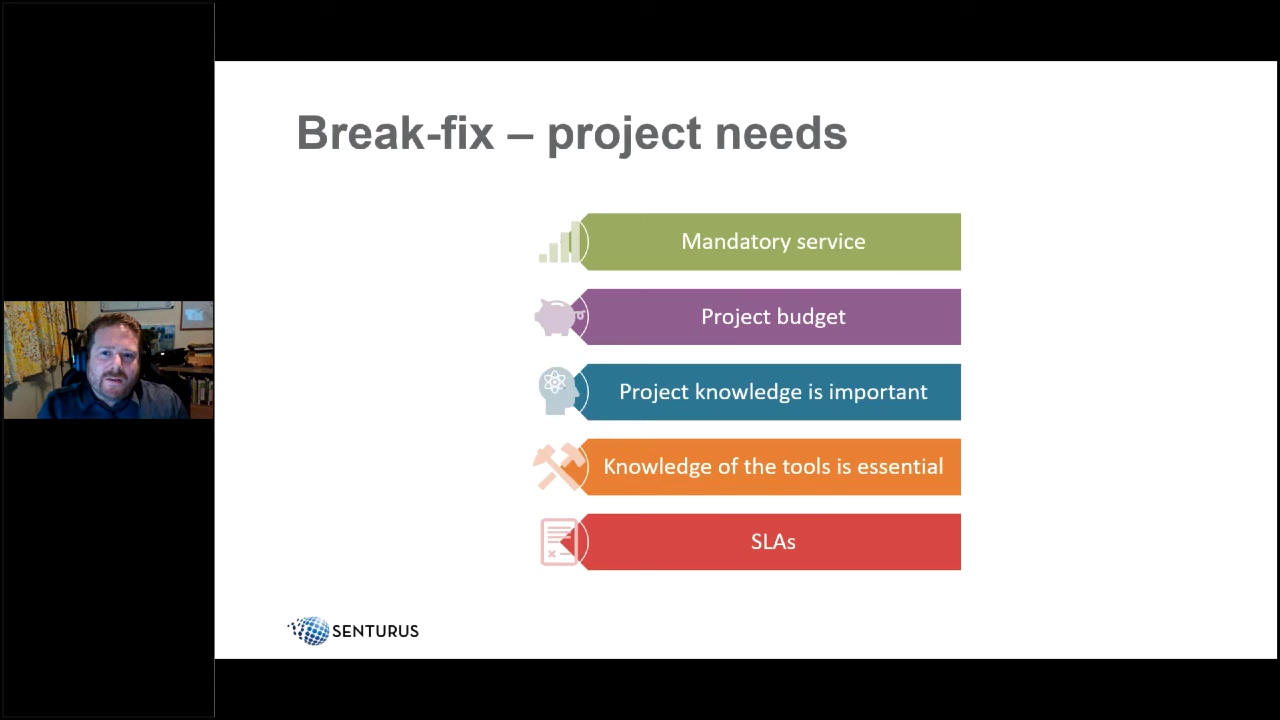 Break-fix – project needs
Mandatory service
Project budget
Project knowledge is important
Knowledge of the tools is essential
SLAs
SENTURUS